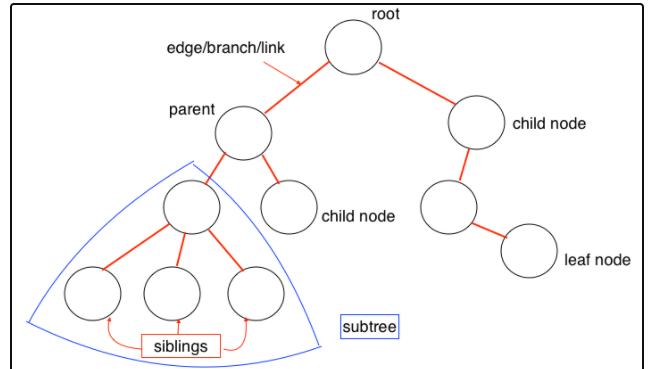 root
edge/branch/link
parent
child node
child node
leaf node
subtree
siblings